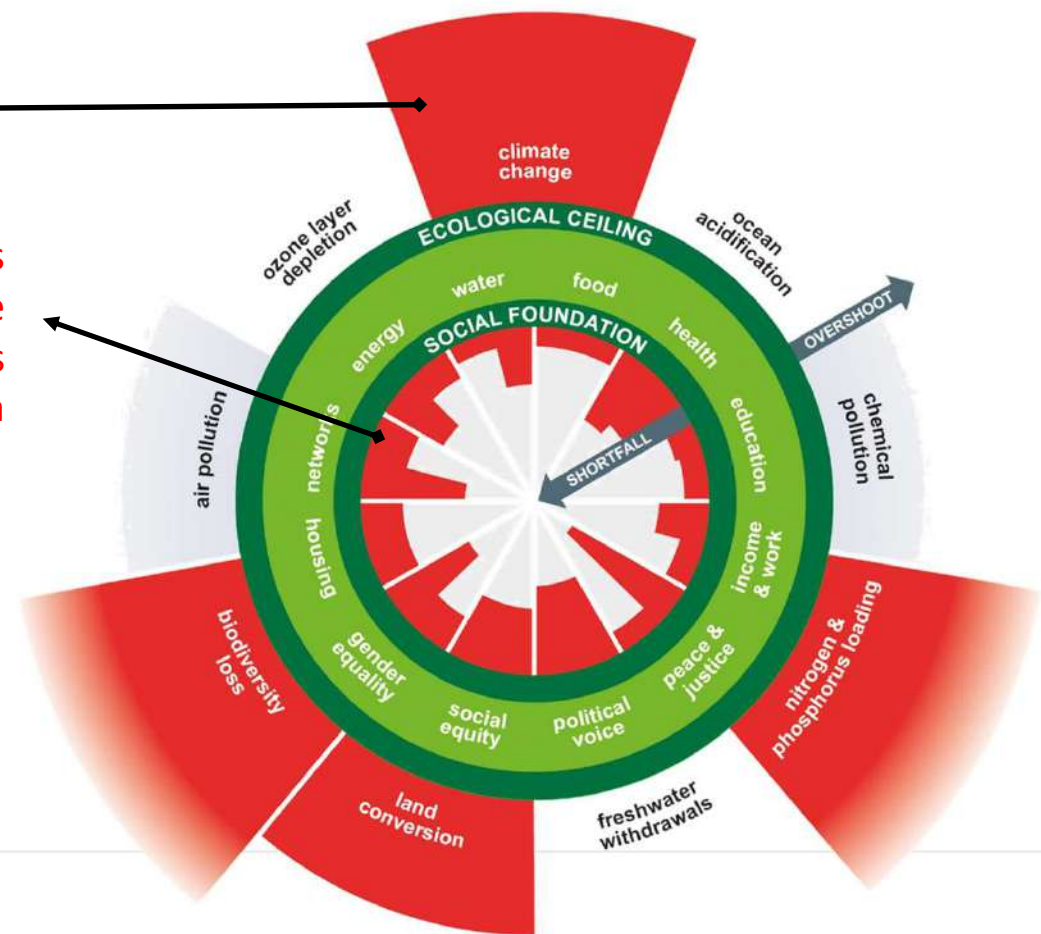 climate
change
ozone layer
depletion
ocean
acidification
ECOLOGICAL CEILING
OVERSHOOT
water
food
energy
health
SOCIAL FOUNDATION
s
e
s
networks
education
SHORTFALL
air pollution
chemical
pollution
housing
income
& work
gender
equality
peace &
justice
social
equity
political
voice
biodiversity
loss
nitrogen &
phosphorus loading
land
conversion
freshwater
withdrawals